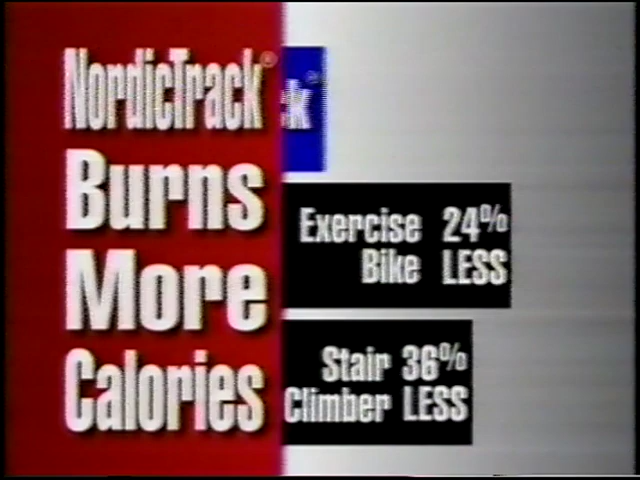 NordicTrack®
Burns
More
Calories
k®
Exercise 24%
Bike LESS
Stair 36%
Climber LESS